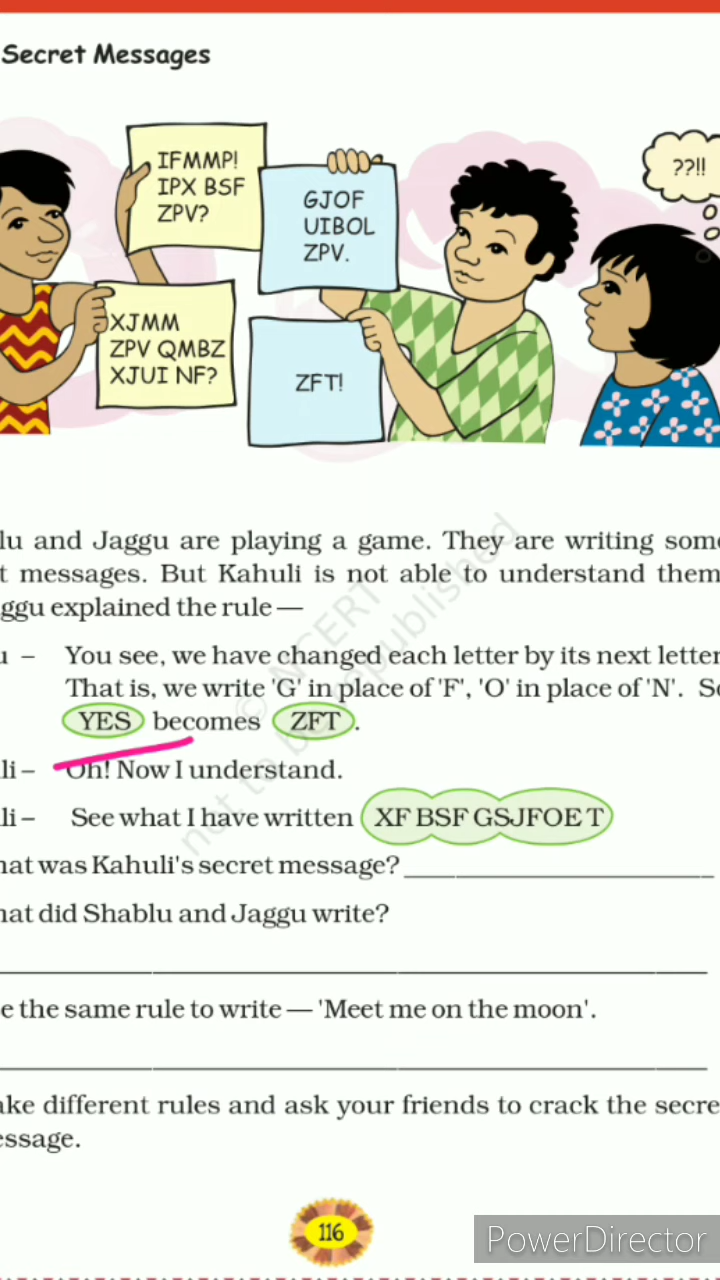 Secret Messages
IFMMP!
IPX BSF
ZPV?
GJOF
UIBOL
ZPV.
??!!
XJMM
ZPV QMBZ
XJUI NF?
ZFT!
lu and Jaggu are playing a game. They are writing some
t messages. But Kahuli is not able to understand them
ggu explained the rule —
u – You see, we have changed each letter by its next letter
That is, we write 'G' in place of 'F', 'O' in place of 'N'. So
YES becomes ZFT.
li – Oh! Now I understand.
li – See what I have written XF BSF GSJFOE T
hat was Kahuli's secret message?
hat did Shablu and Jaggu write?
e the same rule to write — 'Meet me on the moon'.
ake different rules and ask your friends to crack the secre
essage.
116
© NCERT
not to be republished
PowerDirector